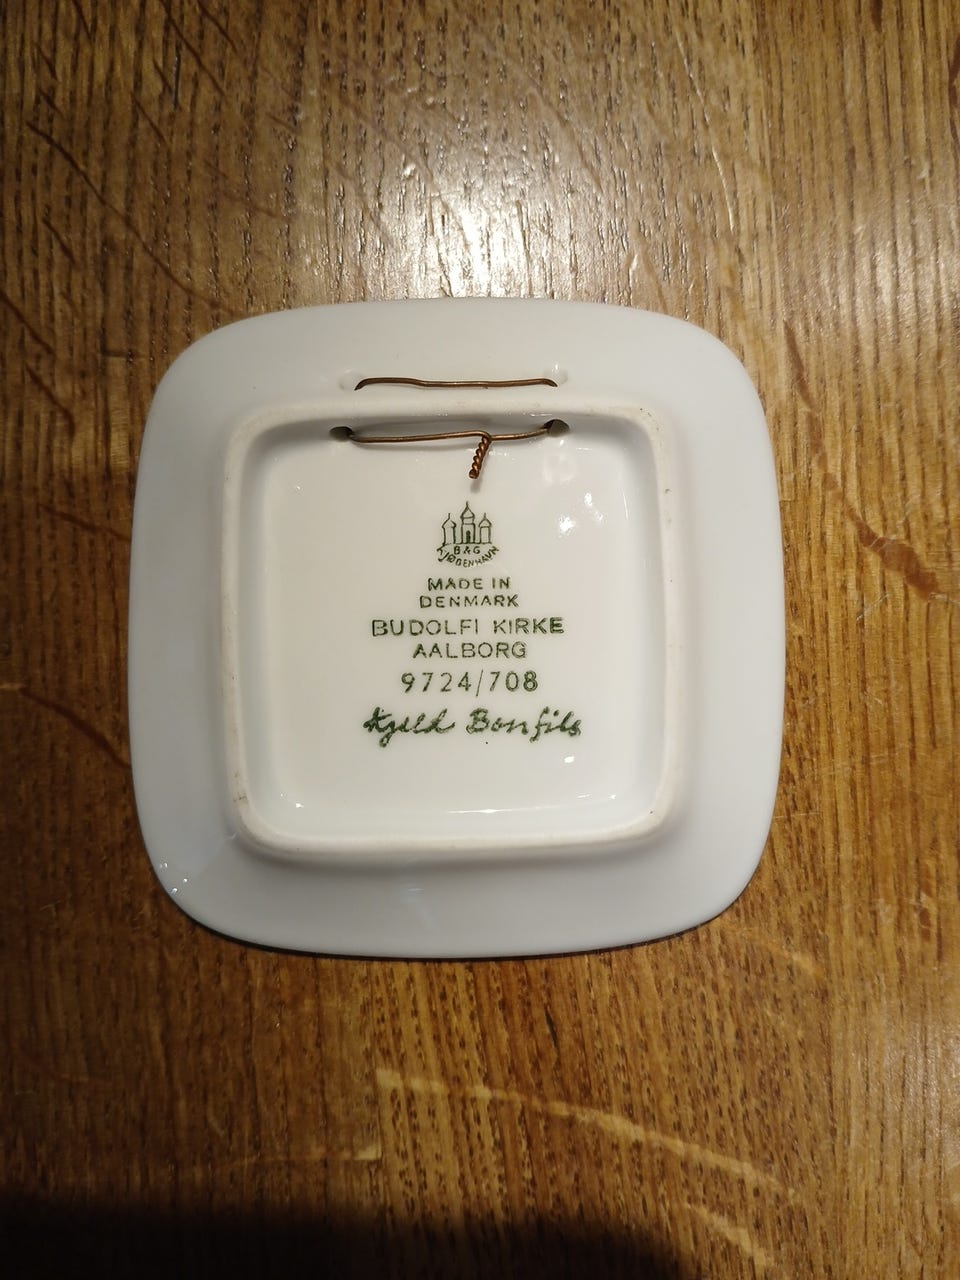 B&G
KJØBENHAVN
MADE IN
DENMARK
BUDOLFI KIRKE
AALBORG
9724/708
Kjeld Bonfils